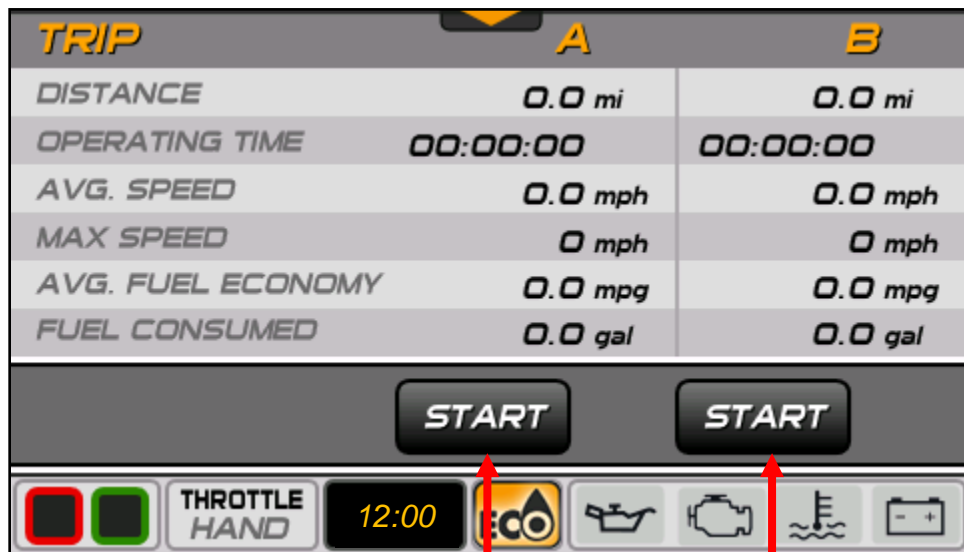 TRIP A B
DISTANCE 0.0 mi 0.0 mi
OPERATING TIME 00:00:00 00:00:00
AVG. SPEED 0.0 mph 0.0 mph
MAX SPEED 0 mph 0 mph
AVG. FUEL ECONOMY 0.0 mpg 0.0 mpg
FUEL CONSUMED 0.0 gal 0.0 gal
START START
THROTTLE
HAND
12:00
ECO
- +